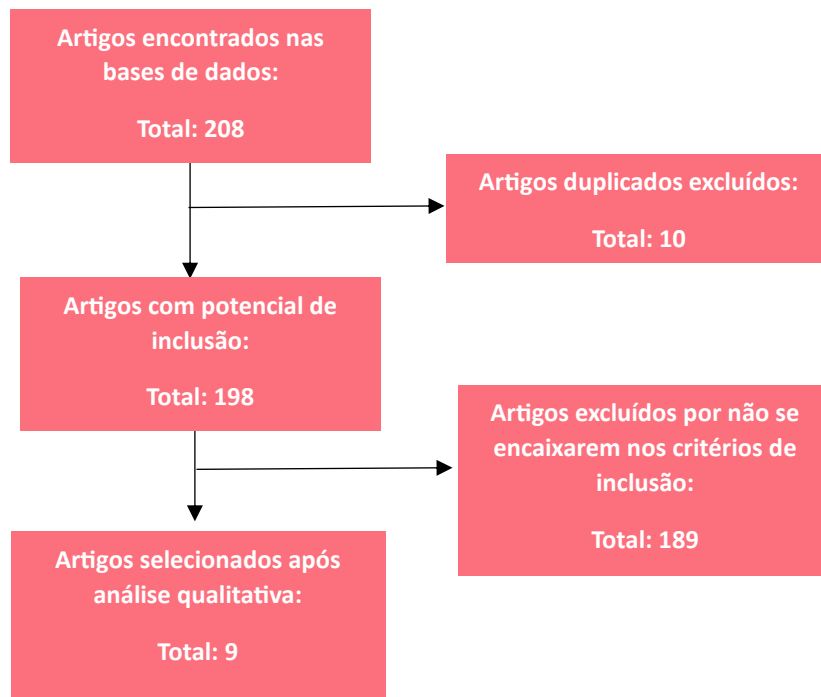 Artigos encontrados nas
bases de dados:
Total: 208
Artigos duplicados excluídos:
Total: 10
Artigos com potencial de
inclusão:
Total: 198
Artigos excluídos por não se
encaixarem nos critérios de
inclusão:
Total: 189
Artigos selecionados após
análise qualitativa:
Total: 9